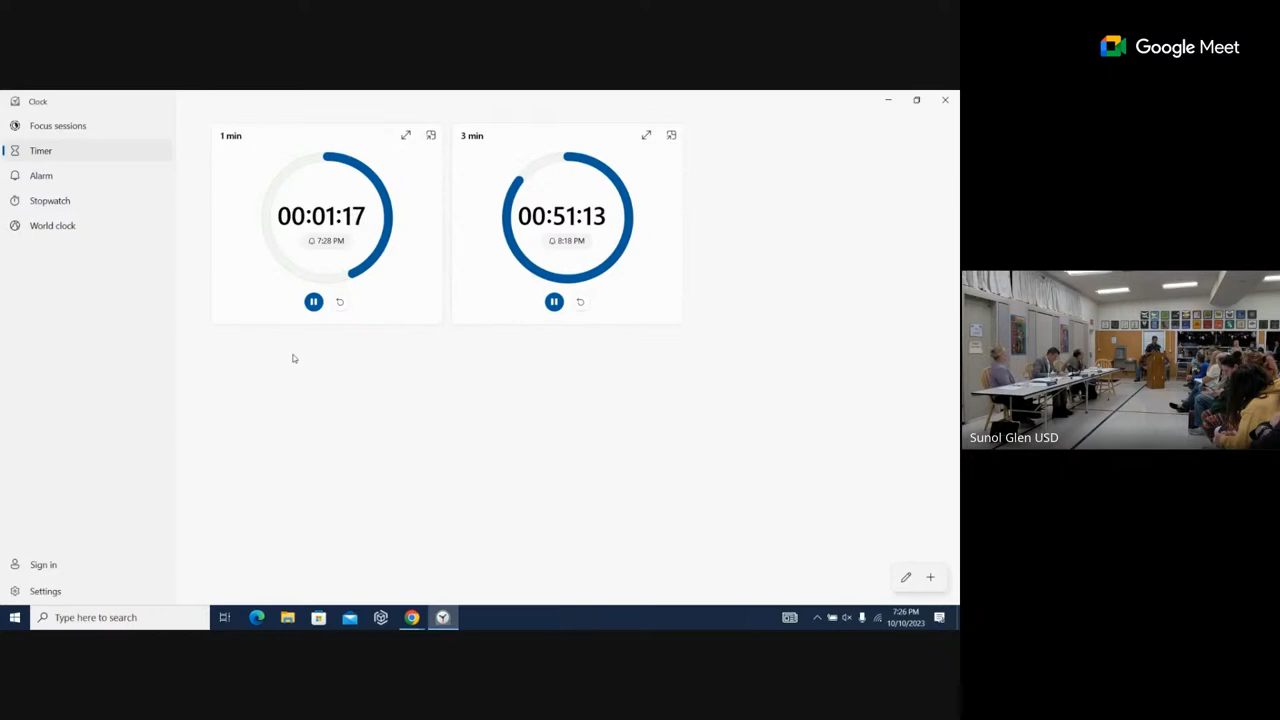 Google Meet
Clock
Focus sessions
Timer
Alarm
Stopwatch
World clock
Sign in
Settings
1 min
00:01:17
7:28 PM
3 min
00:51:13
8:18 PM
Sunol Glen USD
Type here to search
7:26 PM
10/10/2023